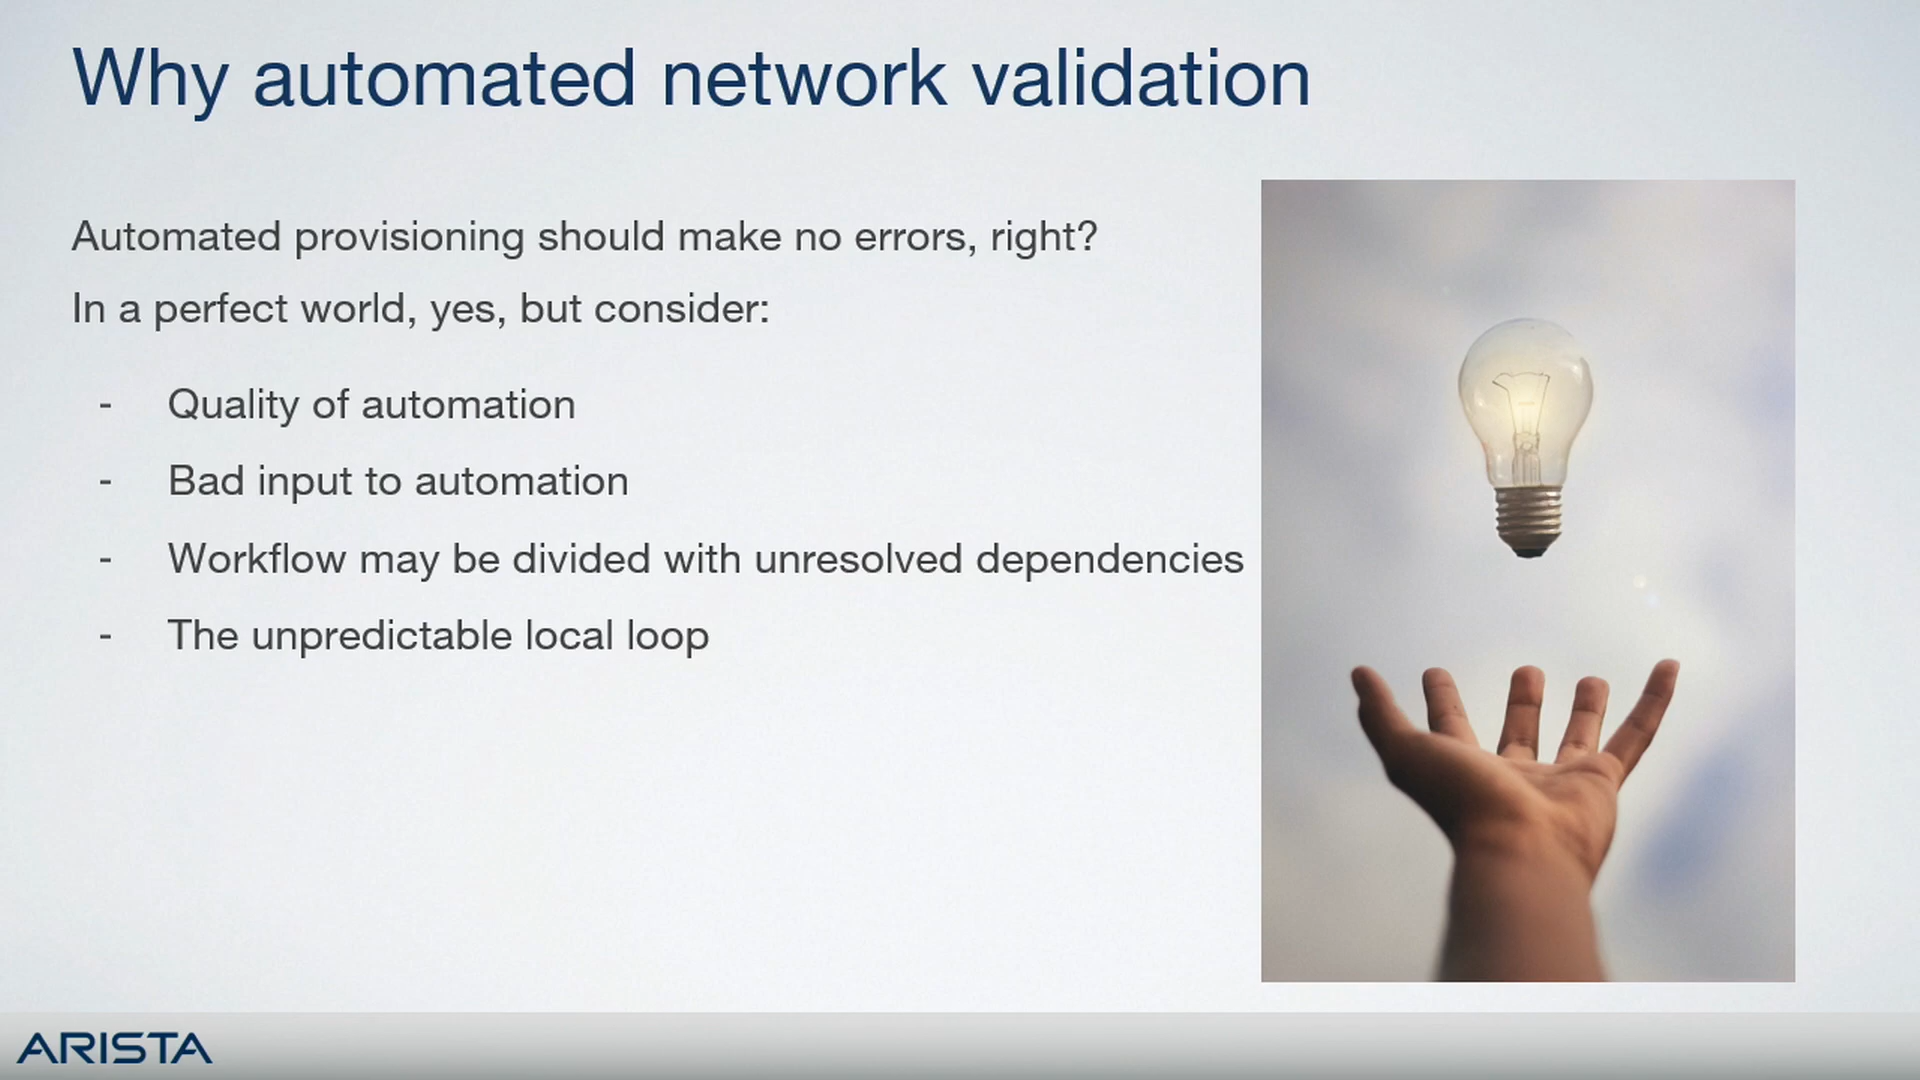 Why automated network validation
Automated provisioning should make no errors, right?
In a perfect world, yes, but consider:
- Quality of automation
- Bad input to automation
- Workflow may be divided with unresolved dependencies
- The unpredictable local loop
ARISTA